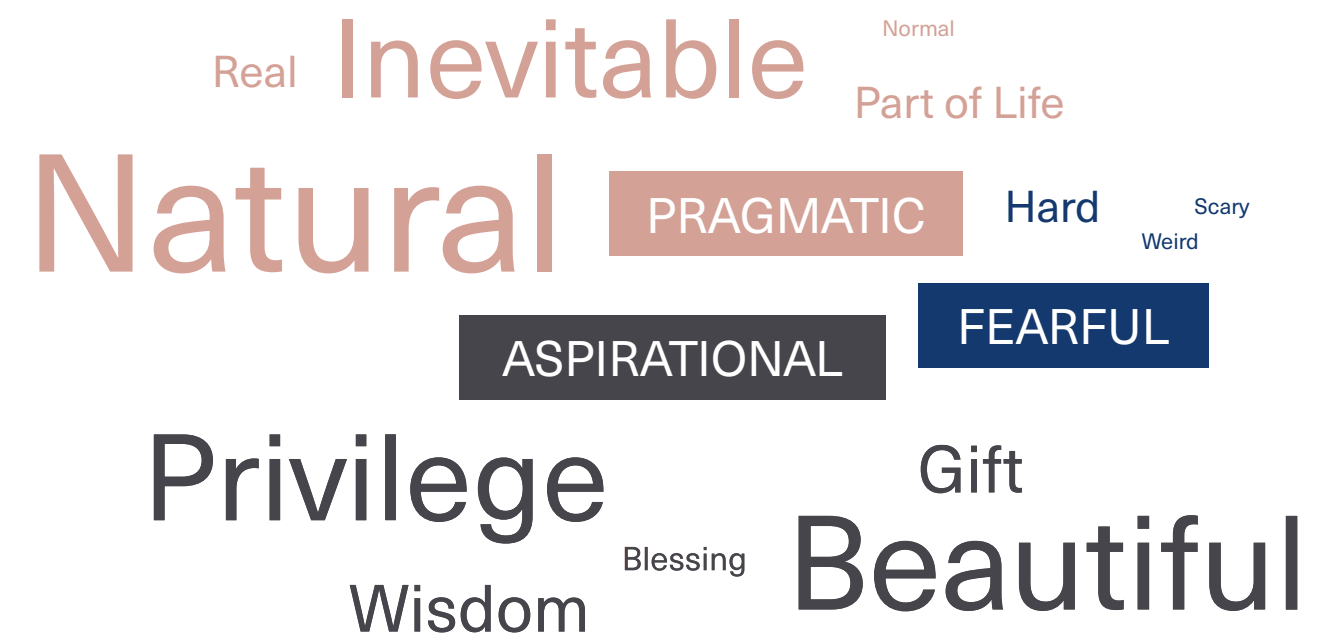 Normal
Real
Inevitable
Part of Life
Natural
PRAGMATIC
Hard
Scary
Weird
FEARFUL
ASPIRATIONAL
Privilege
Gift
Blessing
Beautiful
Wisdom